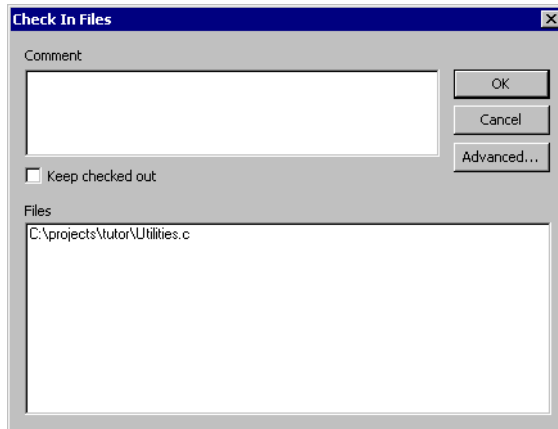 Check In Files
Comment
OK
Cancel
Advanced...
Keep checked out
Files
C:\projects\tutor\Utilities.c